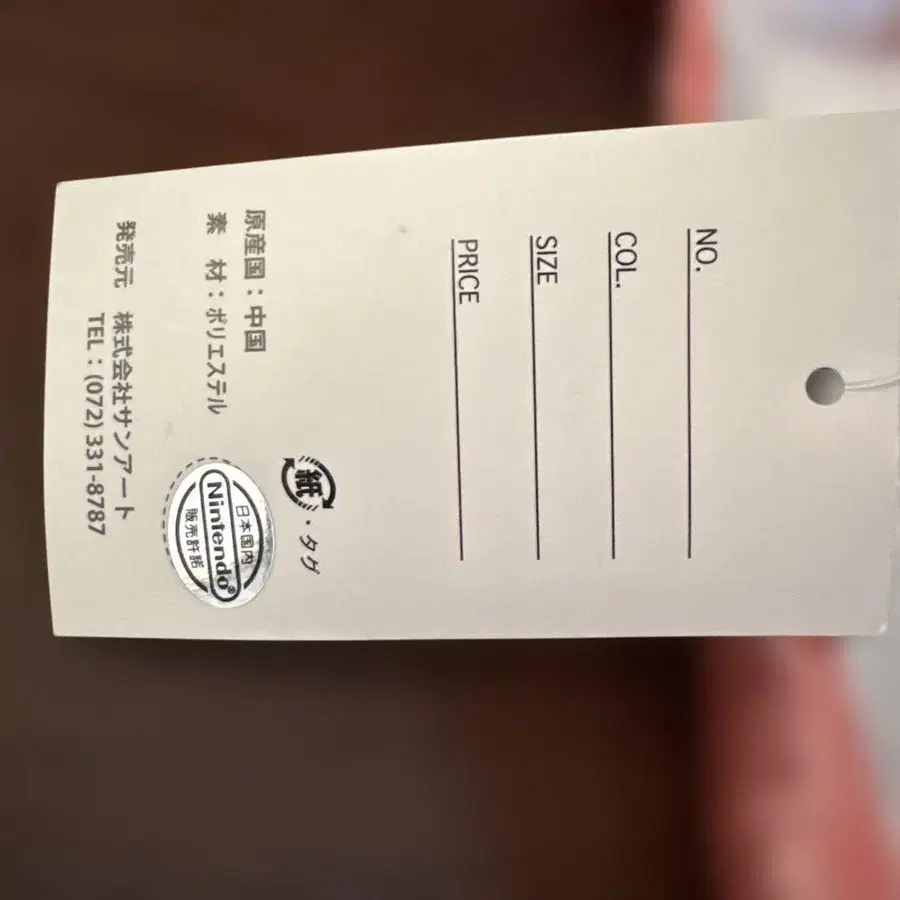 NO.
COL.
SIZE
PRICE
紙・タグ
日本国内
Nintendo®
販売許諾
原産国：中国
素　材：ポリエステル
発売元　株式会社サンアート
TEL：(072) 331-8787